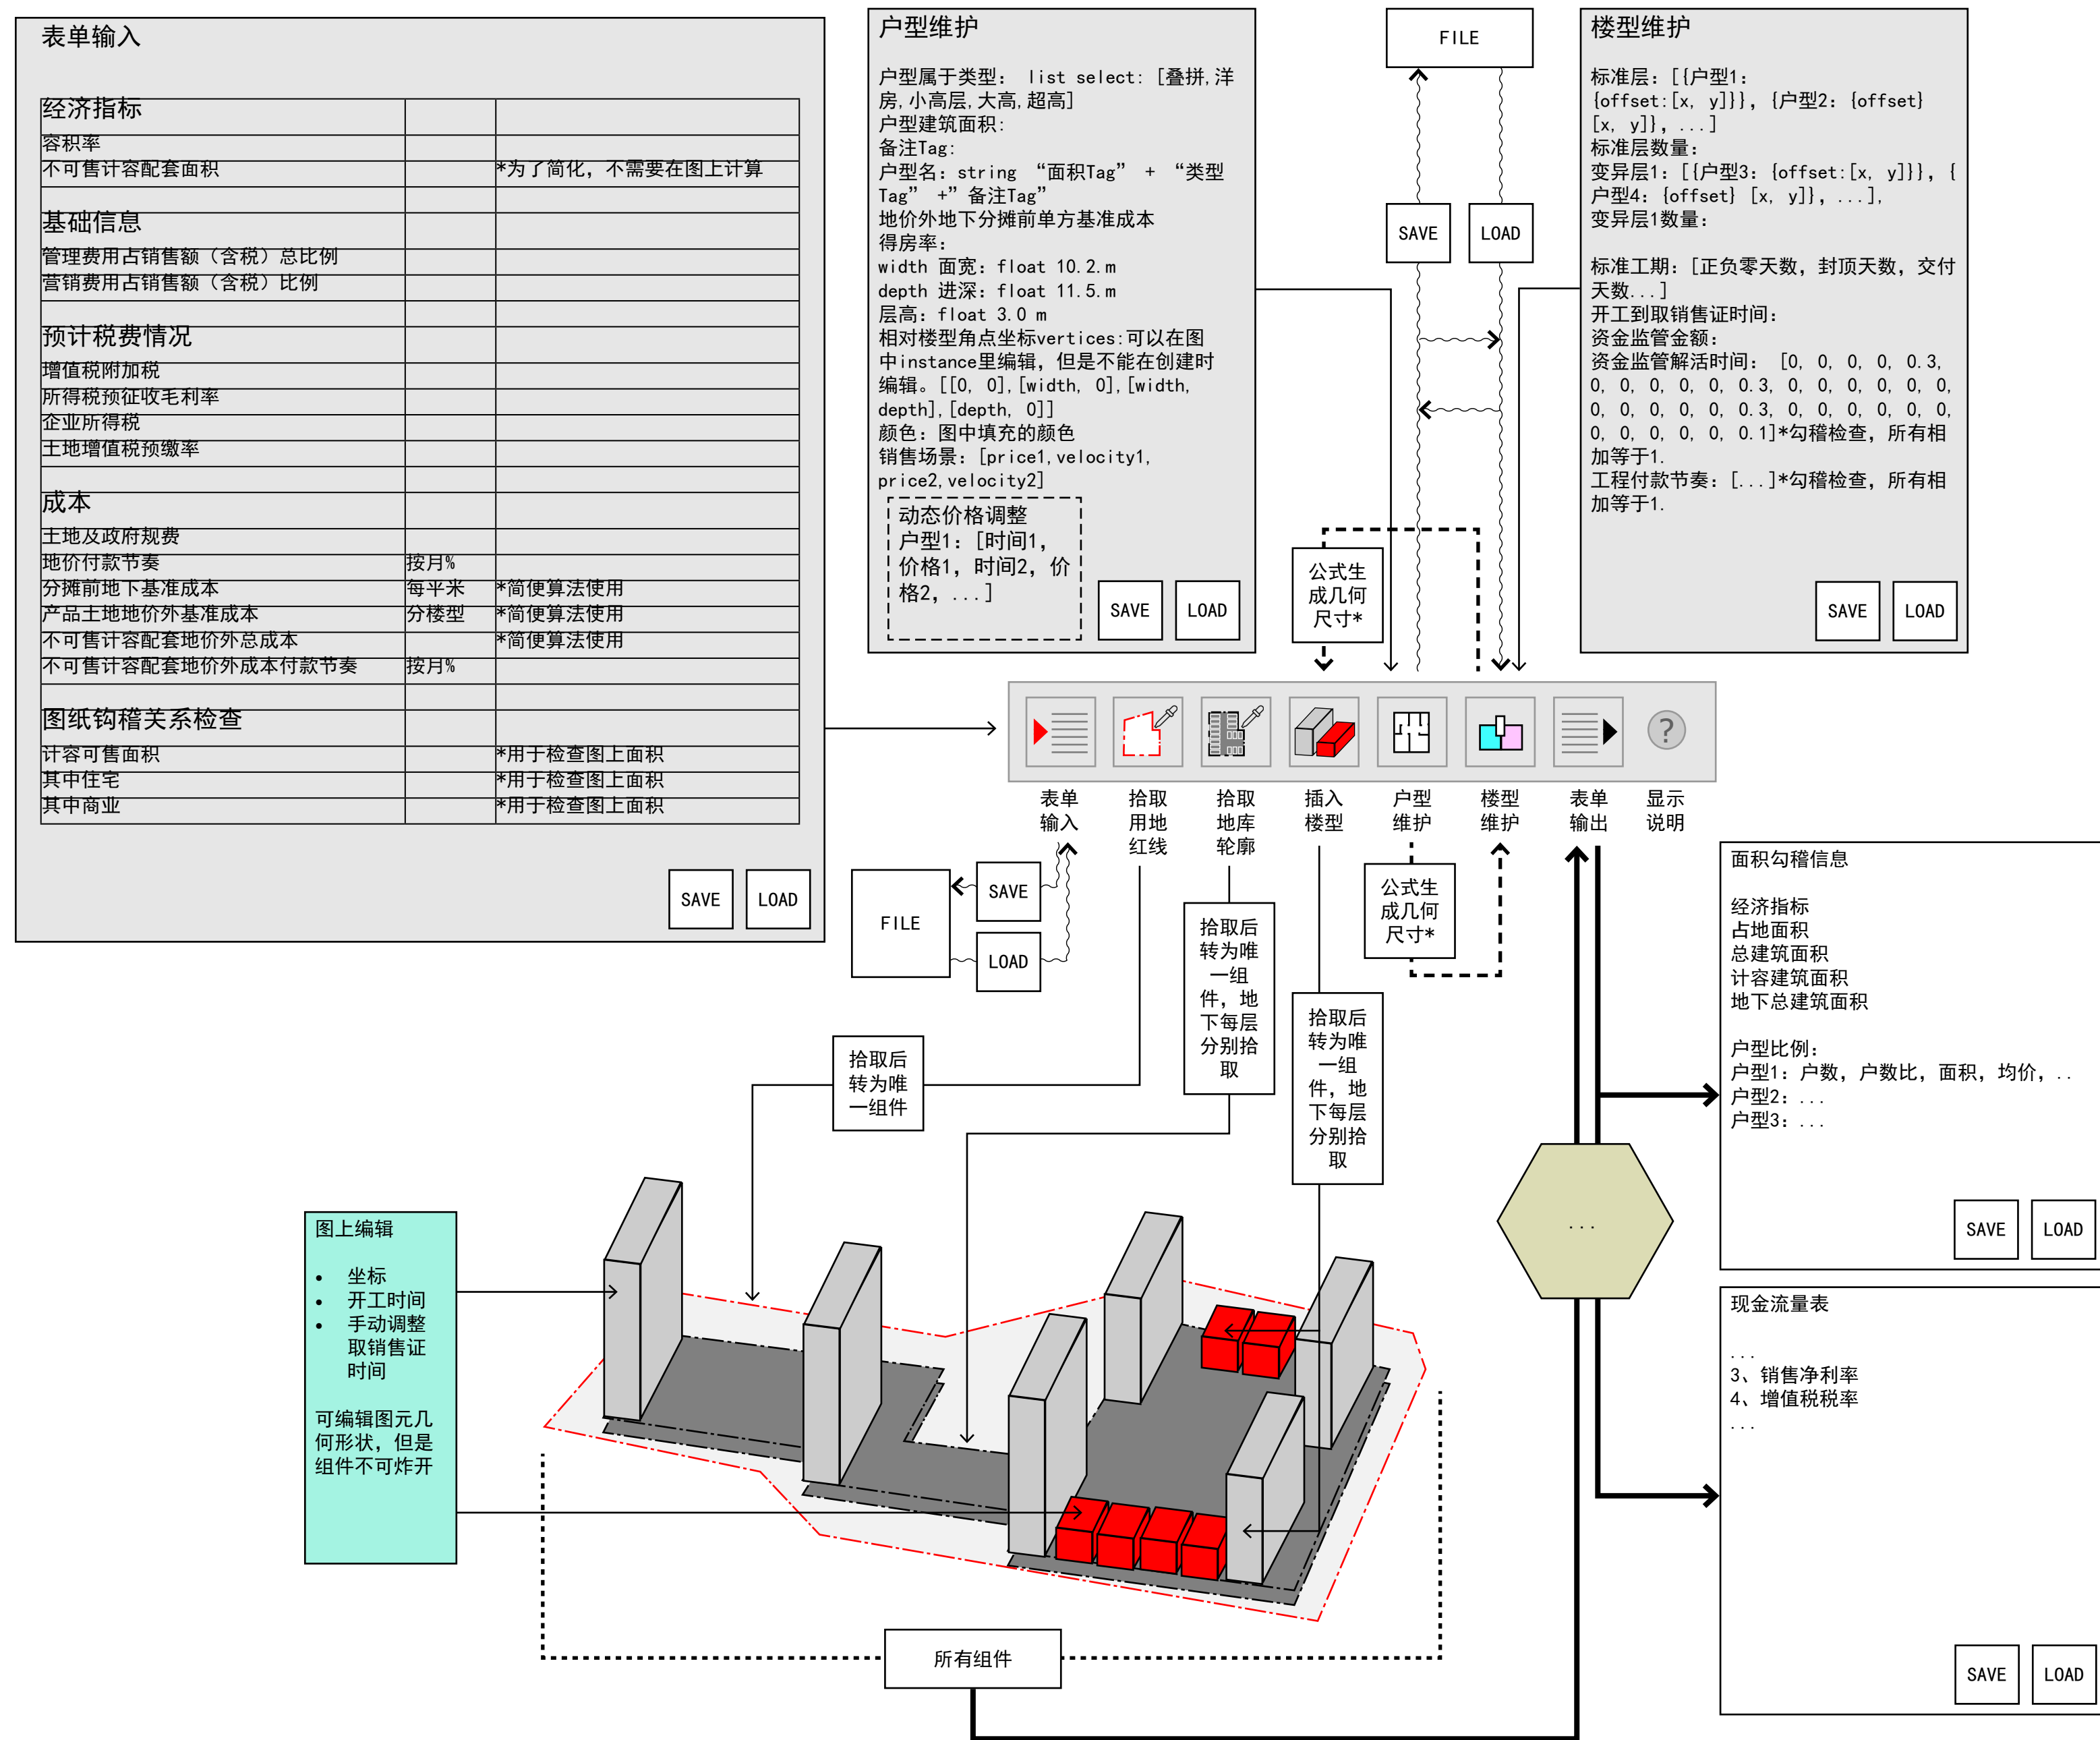 表单输入
经济指标
容积率
不可售计容配套面积 *为了简化，不需要在图上计算
基础信息
管理费用占销售额（含税）总比例
营销费用占销售额（含税）比例
预计税费情况
增值税附加税
所得税预征收毛利率
企业所得税
土地增值税预缴率
成本
土地及政府规费
地价付款节奏 按月%
分摊前地下基准成本 每平米 *简便算法使用
产品土地地价外基准成本 分楼型 *简便算法使用
不可售计容配套地价外总成本 *简便算法使用
不可售计容配套地价外成本付款节奏 按月%
图纸钩稽关系检查
计容可售面积 *用于检查图上面积
其中住宅 *用于检查图上面积
其中商业 *用于检查图上面积
SAVE LOAD
户型维护
户型属于类型： list select: [叠拼,洋
房,小高层,大高,超高]
户型建筑面积:
备注Tag:
户型名：string “面积Tag” + “类型
Tag” +”备注Tag”
地价外地下分摊前单方基准成本
得房率：
width 面宽：float 10.2.m
depth 进深：float 11.5.m
层高：float 3.0 m
相对楼型角点坐标vertices:可以在图
中instance里编辑，但是不能在创建时
编辑。[[0, 0],[width, 0],[width,
depth],[depth, 0]]
颜色：图中填充的颜色
销售场景：[price1,velocity1,
price2,velocity2]
动态价格调整
户型1：[时间1，
价格1，时间2，价
格2，...]
SAVE LOAD
FILE
SAVE LOAD
公式生
成几何
尺寸*
楼型维护
标准层：[{户型1：
{offset:[x, y]}}，{户型2：{offset}
[x, y]}，...]
标准层数量：
变异层1：[{户型3：{offset:[x, y]}}，{
户型4：{offset} [x, y]}，...],
变异层1数量：
标准工期：[正负零天数，封顶天数，交付
天数...]
开工到取销售证时间：
资金监管金额：
资金监管解活时间： [0, 0, 0, 0, 0.3,
0, 0, 0, 0, 0, 0.3, 0, 0, 0, 0, 0, 0,
0, 0, 0, 0, 0, 0.3, 0, 0, 0, 0, 0, 0,
0, 0, 0, 0, 0, 0.1]*勾稽检查，所有相
加等于1.
工程付款节奏：[...]*勾稽检查，所有相
加等于1.
SAVE LOAD
?
表单
输入
拾取
用地
红线
拾取
地库
轮廓
插入
楼型
户型
维护
楼型
维护
表单
输出
显示
说明
FILE
SAVE
LOAD
拾取后
转为唯
一组件
拾取后
转为唯
一组
件，地
下每层
分别拾
取
拾取后
转为唯
一组
件，地
下每层
分别拾
取
公式生
成几何
尺寸*
面积勾稽信息
经济指标
占地面积
总建筑面积
计容建筑面积
地下总建筑面积
户型比例：
户型1：户数，户数比，面积，均价，..
户型2：...
户型3：...
SAVE LOAD
...
现金流量表
...
3、销售净利率
4、增值税税率
...
SAVE LOAD
图上编辑
• 坐标
• 开工时间
• 手动调整
取销售证
时间
可编辑图元几
何形状，但是
组件不可炸开
所有组件